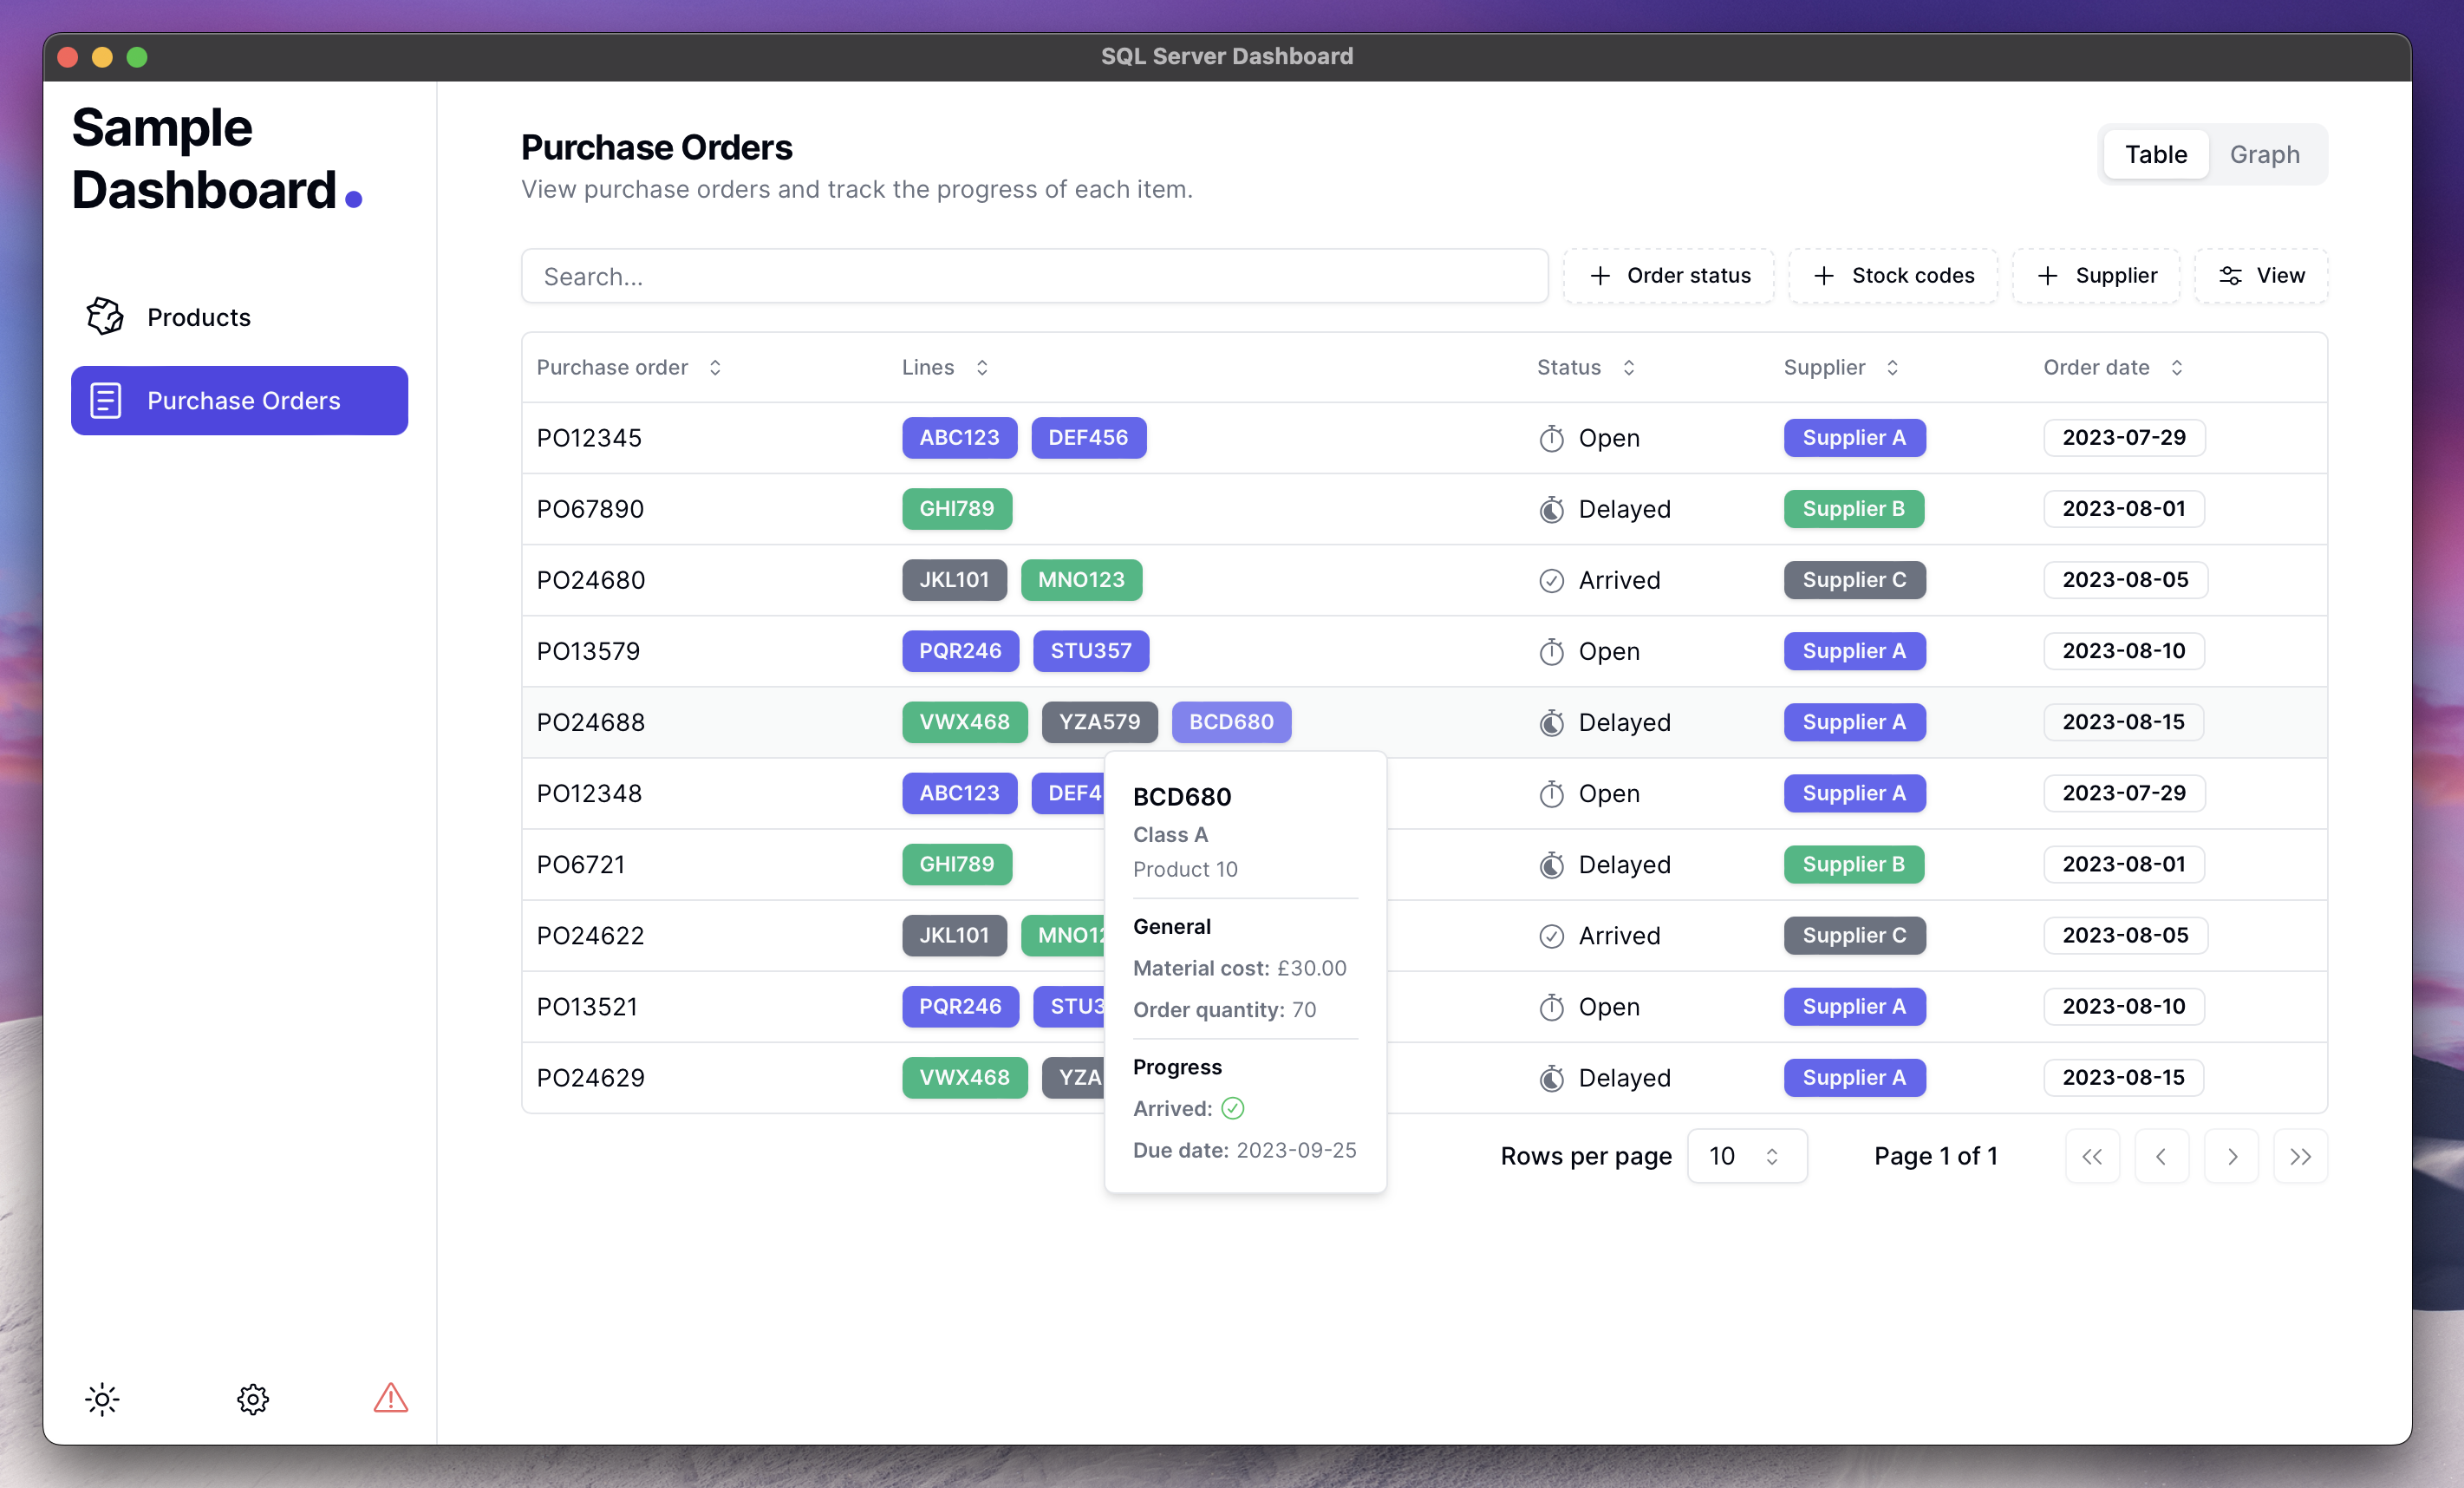 SQL Server Dashboard
Sample
Dashboard.
Products
Purchase Orders
Purchase Orders
View purchase orders and track the progress of each item.
Table Graph
Search... Order status Stock codes Supplier View
Purchase order Lines Status Supplier Order date
PO12345 ABC123 DEF456 Open Supplier A 2023-07-29
PO67890 GHI789 Delayed Supplier B 2023-08-01
PO24680 JKL101 MNO123 Arrived Supplier C 2023-08-05
PO13579 PQR246 STU357 Open Supplier A 2023-08-10
PO24688 VWX468 YZA579 BCD680 Delayed Supplier A 2023-08-15
PO12348 ABC123 DEF4 Open Supplier A 2023-07-29
PO6721 GHI789 Delayed Supplier B 2023-08-01
PO24622 JKL101 MNO12 Arrived Supplier C 2023-08-05
PO13521 PQR246 STU3 Open Supplier A 2023-08-10
PO24629 VWX468 YZA Delayed Supplier A 2023-08-15
BCD680
Class A
Product 10
General
Material cost: £30.00
Order quantity: 70
Progress
Arrived:
Due date: 2023-09-25
Rows per page 10 Page 1 of 1